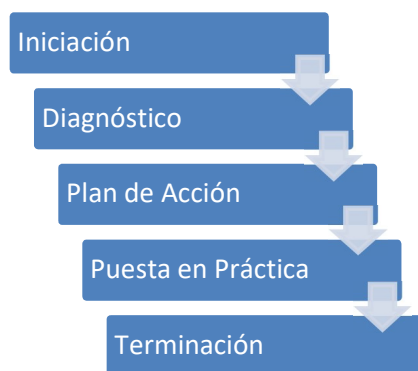 Iniciación
Diagnóstico
Plan de Acción
Puesta en Práctica
Terminación